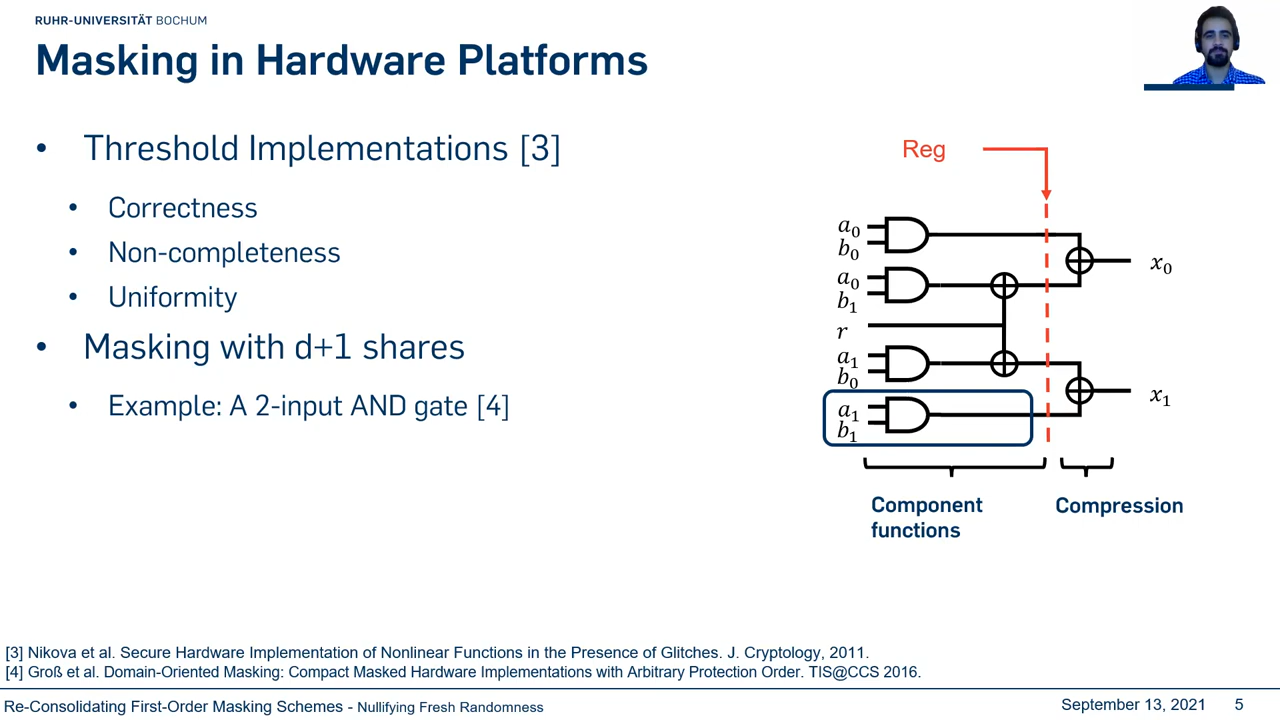 RUHR-UNIVERSITÄT BOCHUM
Masking in Hardware Platforms
• Threshold Implementations [3]
• Correctness
• Non-completeness
• Uniformity
• Masking with d+1 shares
• Example: A 2-input AND gate [4]
Reg
a₀
b₀
a₀
b₁
r
a₁
b₀
a₁
b₁
x₀
x₁
Component functions
Compression
[3] Nikova et al. Secure Hardware Implementation of Nonlinear Functions in the Presence of Glitches. J. Cryptology, 2011.
[4] Groß et al. Domain-Oriented Masking: Compact Masked Hardware Implementations with Arbitrary Protection Order. TIS@CCS 2016.
Re-Consolidating First-Order Masking Schemes - Nullifying Fresh Randomness
September 13, 2021 5